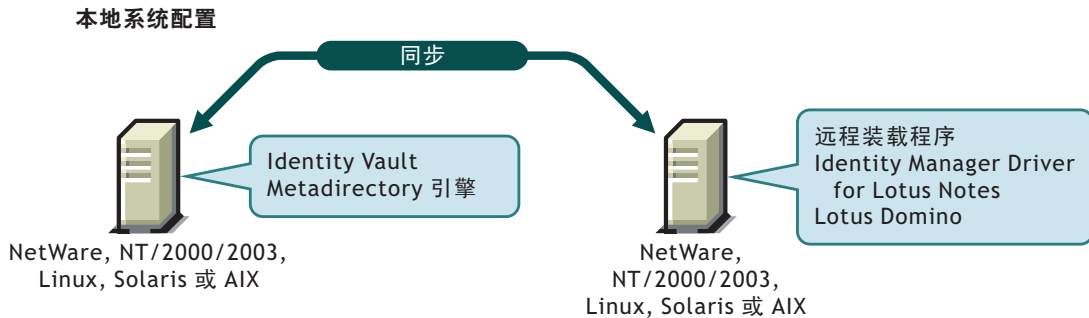 本地系统配置
同步
Identity Vault
Metadirectory 引擎
远程装载程序
Identity Manager Driver
for Lotus Notes
Lotus Domino
NetWare, NT/2000/2003,
Linux, Solaris 或 AIX
NetWare,
NT/2000/2003,
Linux, Solaris 或 AIX